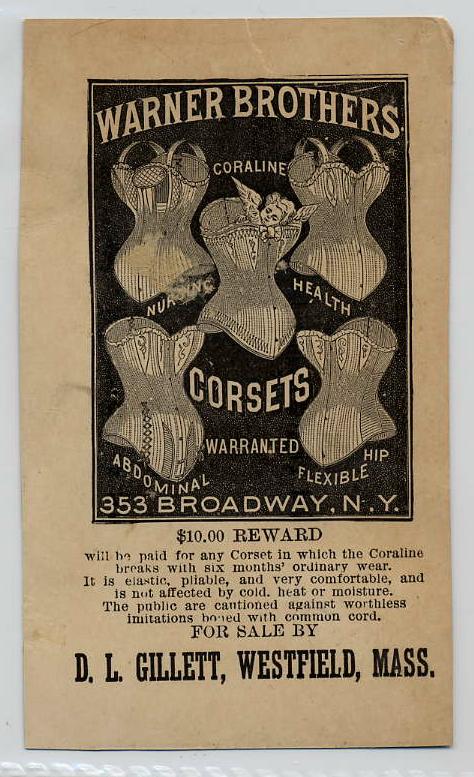 WARNER BROTHERS.
CORALINE
NURSING
HEALTH
CORSETS
WARRANTED
ABDOMINAL
FLEXIBLE HIP
353 BROADWAY, N.Y.
$10.00 REWARD
will be paid for any Corset in which the Coraline
breaks with six months' ordinary wear.
It is elastic, pliable, and very comfortable, and
is not affected by cold. heat or moisture.
The public are cautioned against worthless
imitations boned with common cord.
FOR SALE BY
D. L. GILLETT, WESTFIELD, MASS.